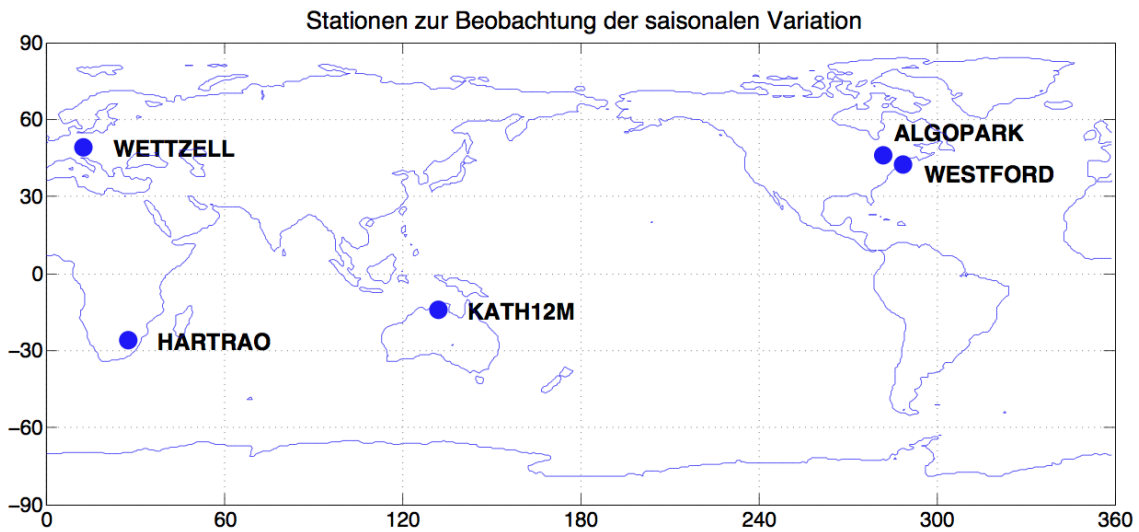 Stationen zur Beobachtung der saisonalen Variation
90
60
30
0
−30
−60
−90
ALGOPARK
WETTZELL
WESTFORD
KATH12M
HARTRAO
0 60 120 180 240 300 360